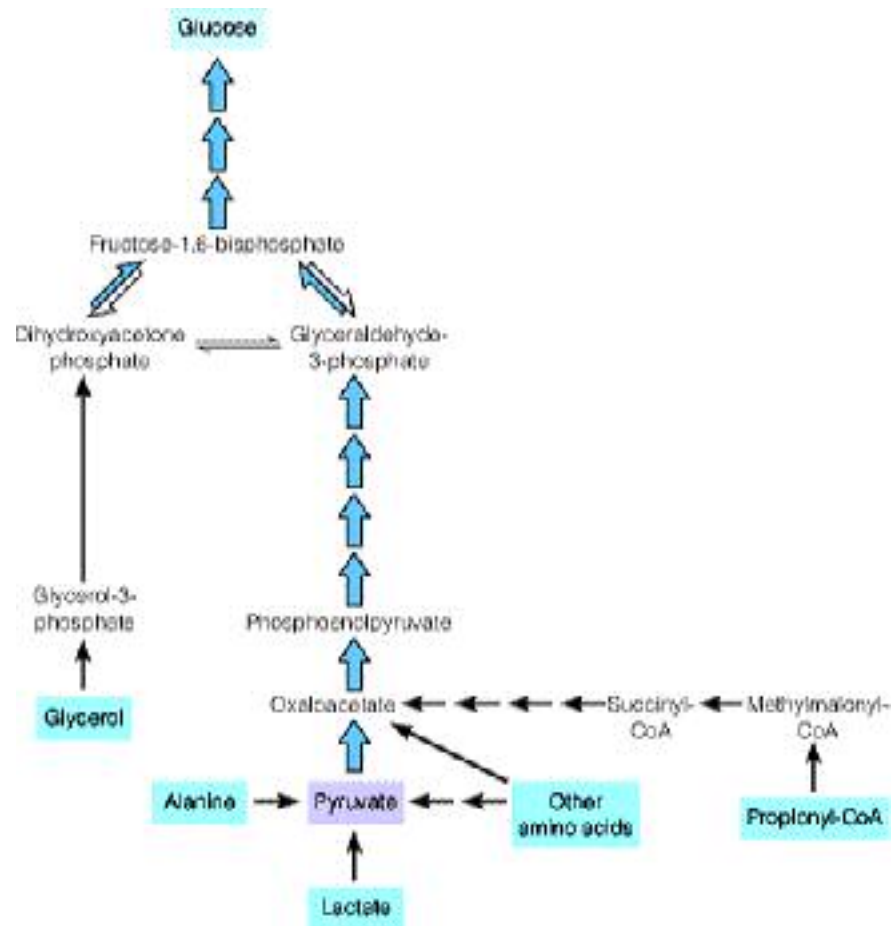 Glucose
Fructose-1,6-bisphosphate
Dihydroxyacetone
phosphate
Glyceraldehyde-
3-phosphate
Glycerol-3-
phosphate
Phosphoenolpyruvate
Glycerol
Oxaloacetate
Succinyl-
CoA
Methylmalonyl-
CoA
Alanine
Pyruvate
Other
amino acids
Propionyl-CoA
Lactate